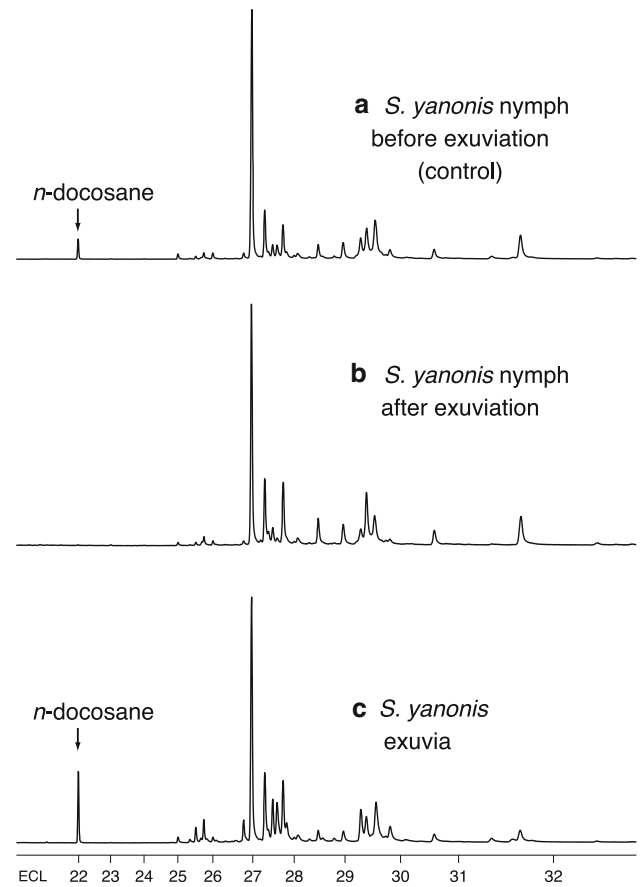 a S. yanonis nymph
before exuviation
(control)
n-docosane
b S. yanonis nymph
after exuviation
n-docosane
c S. yanonis
exuvia
ECL 22 23 24 25 26 27 28 29 30 31 32